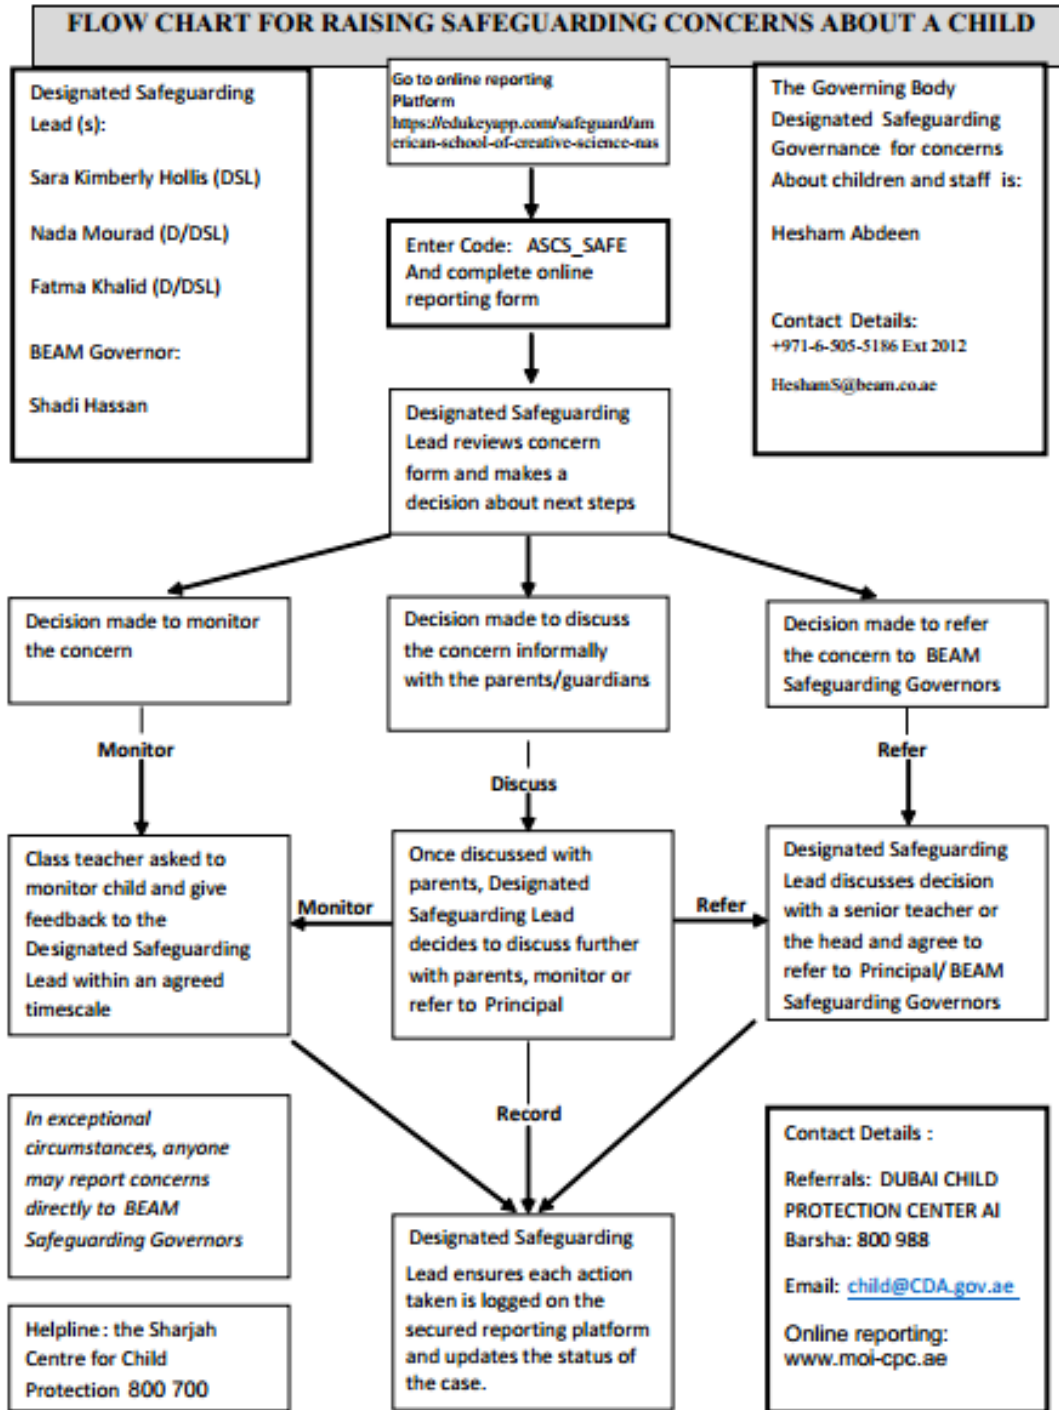 FLOW CHART FOR RAISING SAFEGUARDING CONCERNS ABOUT A CHILD
Designated Safeguarding
Lead (s):
Sara Kimberly Hollis (DSL)
Nada Mourad (D/DSL)
Fatma Khalid (D/DSL)
BEAM Governor:
Shadi Hassan
Go to online reporting
Platform
https://edukeyapp.com/safeguard/am
erican-school-of-creative-science-nas
The Governing Body
Designated Safeguarding
Governance for concerns
About children and staff is:
Hesham Abdeen
Contact Details:
+971-6-505-5186 Ext 2012
HeshamS@beam.co.ae
Enter Code: ASCS_SAFE
And complete online
reporting form
Designated Safeguarding
Lead reviews concern
form and makes a
decision about next steps
Decision made to monitor
the concern
Decision made to discuss
the concern informally
with the parents/guardians
Decision made to refer
the concern to BEAM
Safeguarding Governors
Monitor
Discuss
Refer
Class teacher asked to
monitor child and give
feedback to the
Designated Safeguarding
Lead within an agreed
timescale
Monitor
Once discussed with
parents, Designated
Safeguarding Lead
decides to discuss further
with parents, monitor or
refer to Principal
Refer
Designated Safeguarding
Lead discusses decision
with a senior teacher or
the head and agree to
refer to Principal/ BEAM
Safeguarding Governors
In exceptional
circumstances, anyone
may report concerns
directly to BEAM
Safeguarding Governors
Record
Contact Details :
Referrals: DUBAI CHILD
PROTECTION CENTER Al
Barsha: 800 988
Email: child@CDA.gov.ae
Online reporting:
www.moi-cpc.ae
Designated Safeguarding
Lead ensures each action
taken is logged on the
secured reporting platform
and updates the status of
the case.
Helpline : the Sharjah
Centre for Child
Protection 800 700